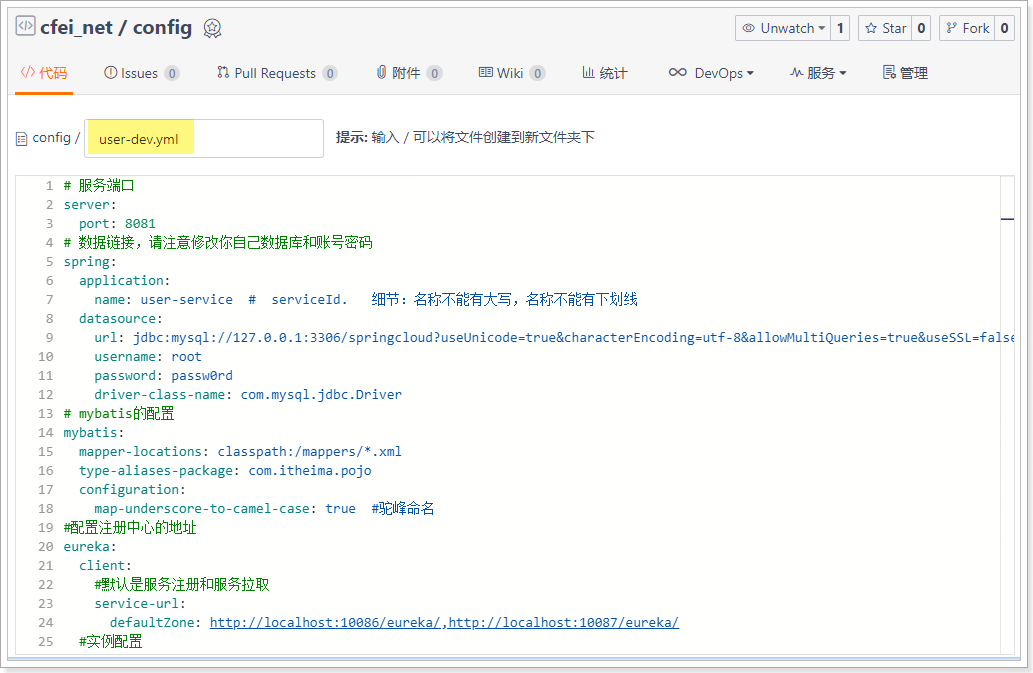 cfei_net / config
Unwatch 1 Star 0 Fork 0
代码 Issues 0 Pull Requests 0 附件 0 Wiki 0 统计 DevOps 服务 管理
config / user-dev.yml 提示: 输入 / 可以将文件创建到新文件夹下
1 # 服务端口
2 server:
3   port: 8081
4 # 数据链接，请注意修改你自己数据库和账号密码
5 spring:
6   application:
7     name: user-service  #  serviceId.   细节：名称不能有大写，名称不能有下划线
8   datasource:
9     url: jdbc:mysql://127.0.0.1:3306/springcloud?useUnicode=true&characterEncoding=utf-8&allowMultiQueries=true&useSSL=false
10     username: root
11     password: passw0rd
12     driver-class-name: com.mysql.jdbc.Driver
13 # mybatis的配置
14 mybatis:
15   mapper-locations: classpath:/mappers/*.xml
16   type-aliases-package: com.itheima.pojo
17   configuration:
18     map-underscore-to-camel-case: true  #驼峰命名
19 #配置注册中心的地址
20 eureka:
21   client:
22     #默认是服务注册和服务拉取
23     service-url:
24       defaultZone: http://localhost:10086/eureka/,http://localhost:10087/eureka/
25   #实例配置